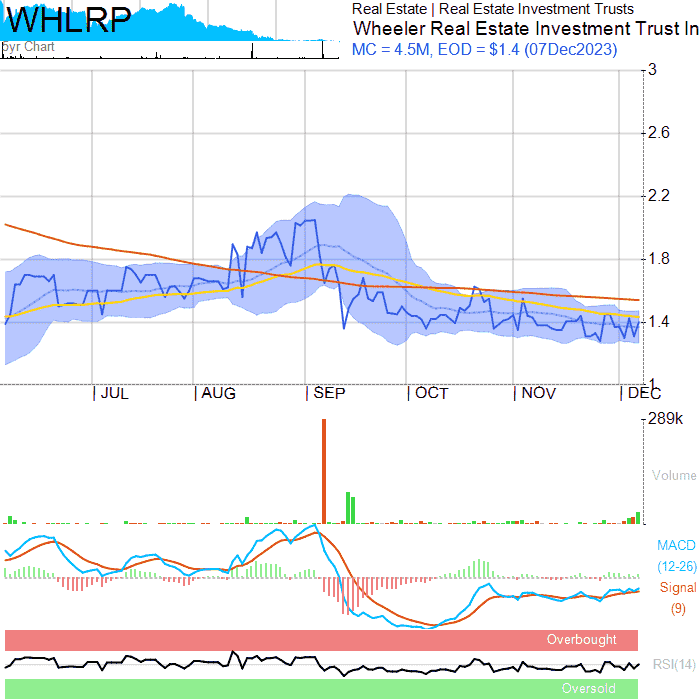 WHLRP
5yr Chart
Real Estate | Real Estate Investment Trusts
Wheeler Real Estate Investment Trust In
MC = 4.5M, EOD = $1.4 (07Dec2023)
3
2.6
2.2
1.8
1.4
1
JUL
AUG
SEP
OCT
NOV
DEC
289k
Volume
MACD
(12-26)
Signal
(9)
Overbought
RSI(14)
Oversold